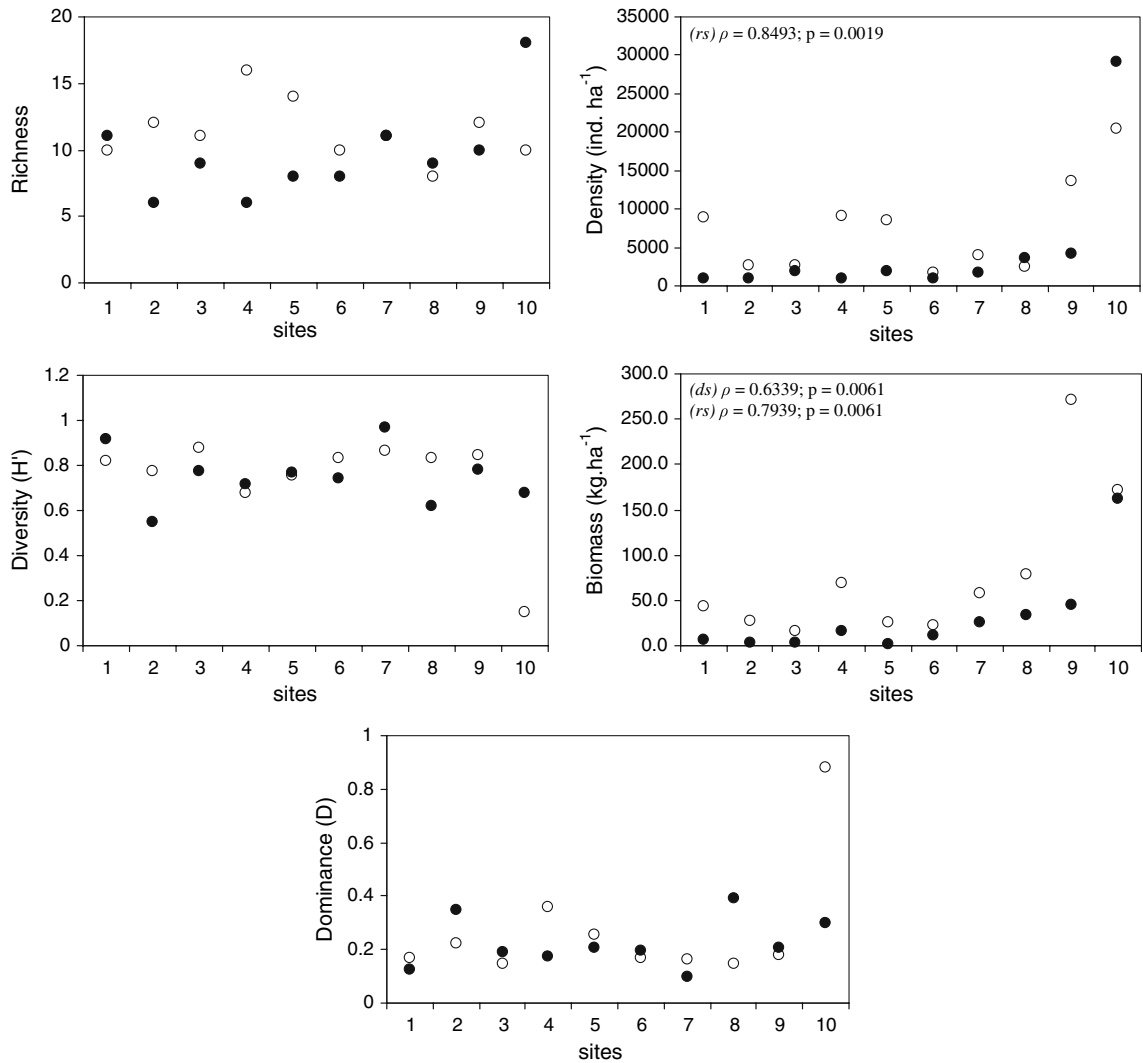 20
15
10
5
0
Richness
1 2 3 4 5 6 7 8 9 10
sites
35000
30000
25000
20000
15000
10000
5000
0
Density (ind. ha⁻¹)
(rs) ρ = 0.8493; p = 0.0019
1 2 3 4 5 6 7 8 9 10
sites
1.2
1
0.8
0.6
0.4
0.2
0
Diversity (H')
1 2 3 4 5 6 7 8 9 10
sites
300.0
250.0
200.0
150.0
100.0
50.0
0.0
Biomass (kg.ha⁻¹)
(ds) ρ = 0.6339; p = 0.0061
(rs) ρ = 0.7939; p = 0.0061
1 2 3 4 5 6 7 8 9 10
sites
1
0.8
0.6
0.4
0.2
0
Dominance (D)
1 2 3 4 5 6 7 8 9 10
sites